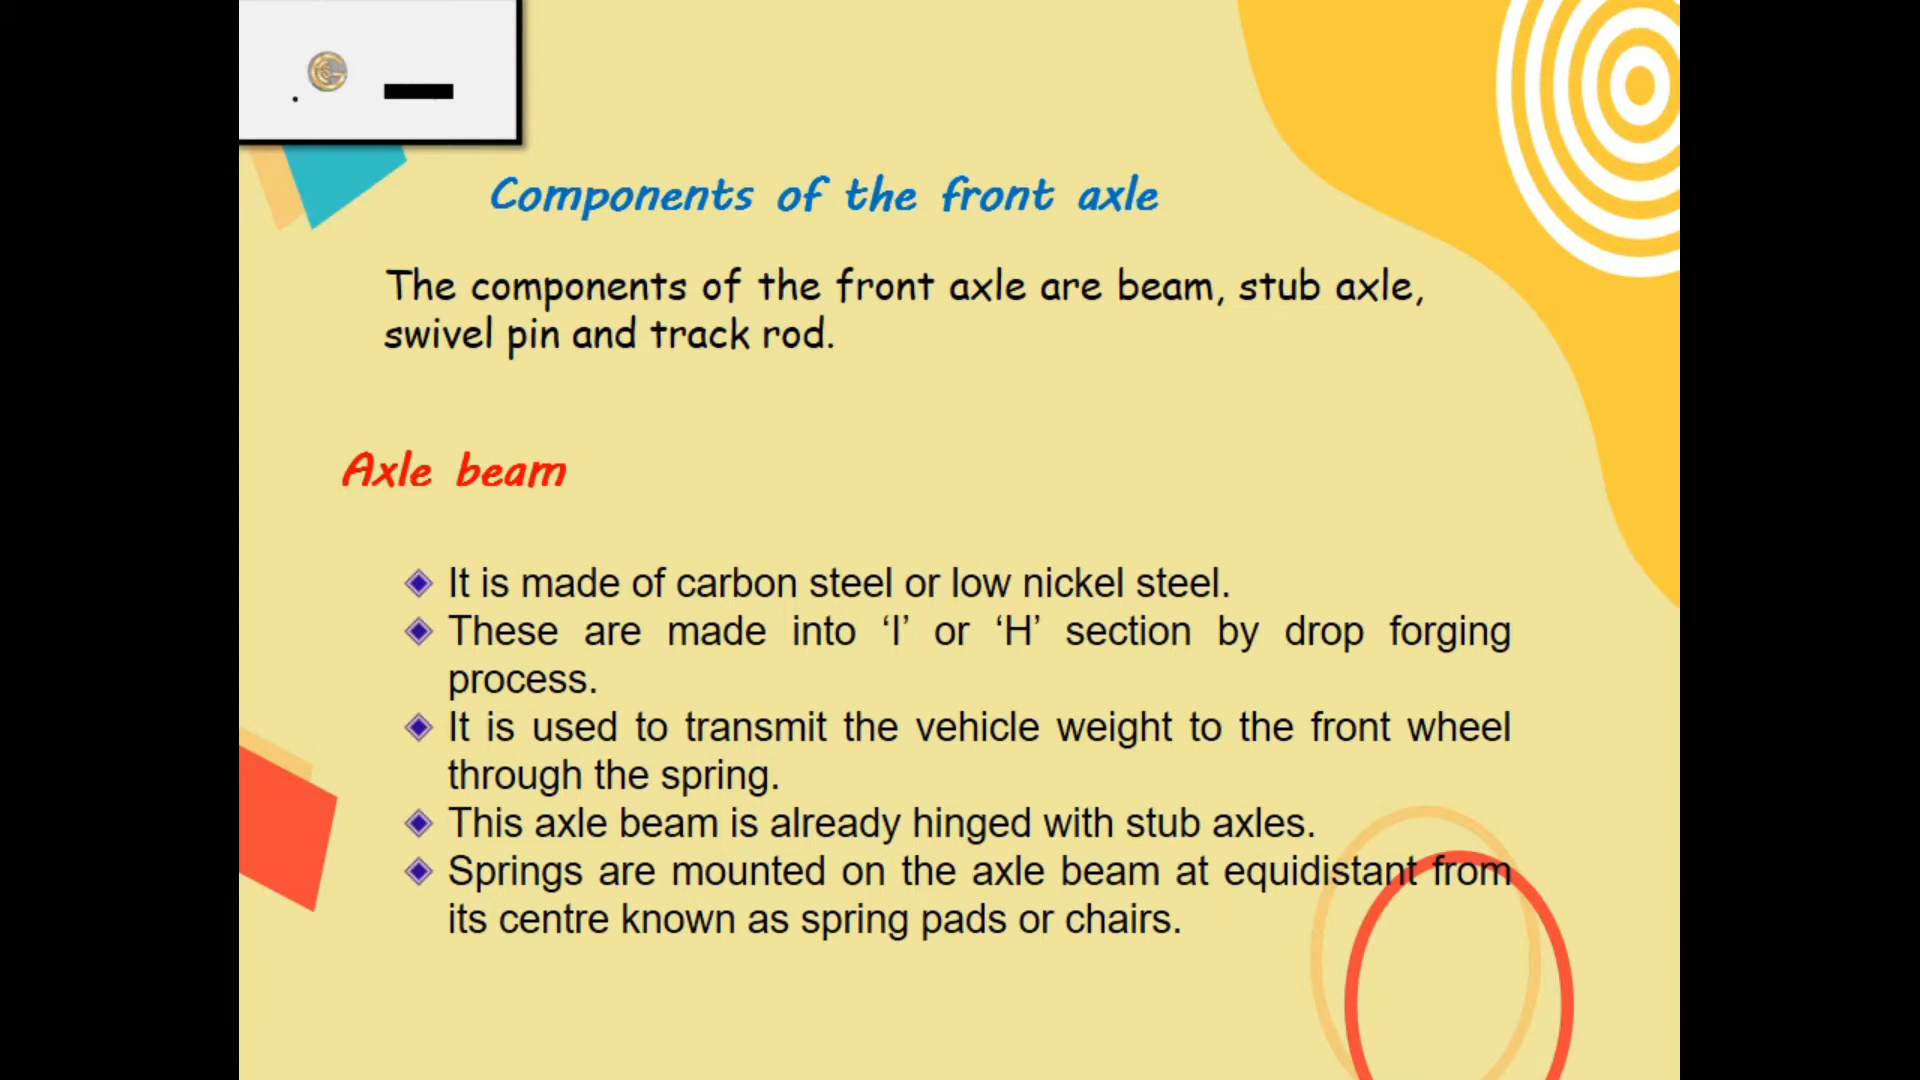 Components of the front axle
The components of the front axle are beam, stub axle,
swivel pin and track rod.
Axle beam
It is made of carbon steel or low nickel steel.
These are made into ‘I’ or ‘H’ section by drop forging
process.
It is used to transmit the vehicle weight to the front wheel
through the spring.
This axle beam is already hinged with stub axles.
Springs are mounted on the axle beam at equidistant from
its centre known as spring pads or chairs.